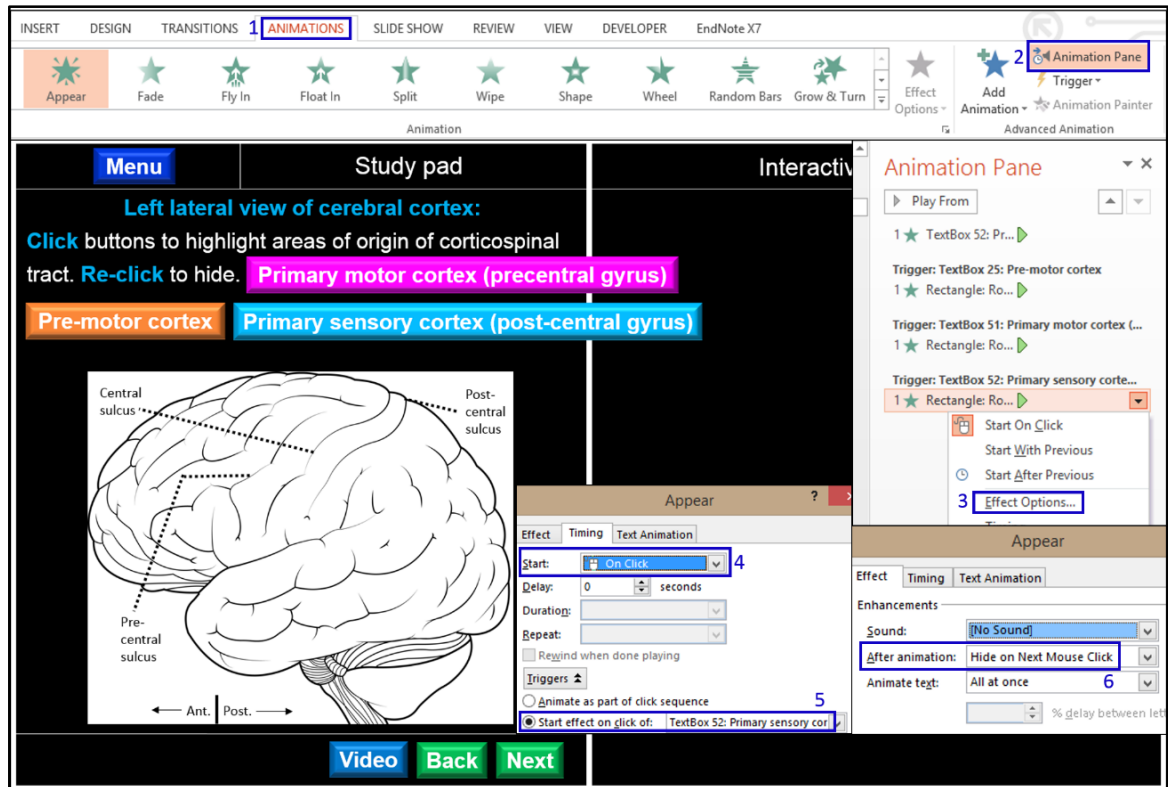 INSERT DESIGN TRANSITIONS 1 ANIMATIONS SLIDE SHOW REVIEW VIEW DEVELOPER EndNote X7
Appear Fade Fly In Float In Split Wipe Shape Wheel Random Bars Grow & Turn
Effect Options
Add Animation
2 Animation Pane
Trigger
Animation Painter
Animation
Advanced Animation
Menu
Study pad
Interactiv
Left lateral view of cerebral cortex:
Click buttons to highlight areas of origin of corticospinal
tract. Re-click to hide. Primary motor cortex (precentral gyrus)
Pre-motor cortex Primary sensory cortex (post-central gyrus)
Central
sulcus
Post-
central
sulcus
Pre-
central
sulcus
Ant. Post.
Video Back Next
Animation Pane
Play From
1 TextBox 52: Pr...
Trigger: TextBox 25: Pre-motor cortex
1 Rectangle: Ro...
Trigger: TextBox 51: Primary motor cortex (...
1 Rectangle: Ro...
Trigger: TextBox 52: Primary sensory corte...
1 Rectangle: Ro...
Start On Click
Start With Previous
Start After Previous
3 Effect Options...
Appear ?
Effect Timing Text Animation
Start: On Click 4
Delay: 0 seconds
Duration:
Repeat:
Rewind when done playing
Triggers
Animate as part of click sequence 5
Start effect on click of: TextBox 52: Primary sensory cor
Appear
Effect Timing Text Animation
Enhancements
Sound: [No Sound]
After animation: Hide on Next Mouse Click
Animate text: All at once 6
% delay between lett